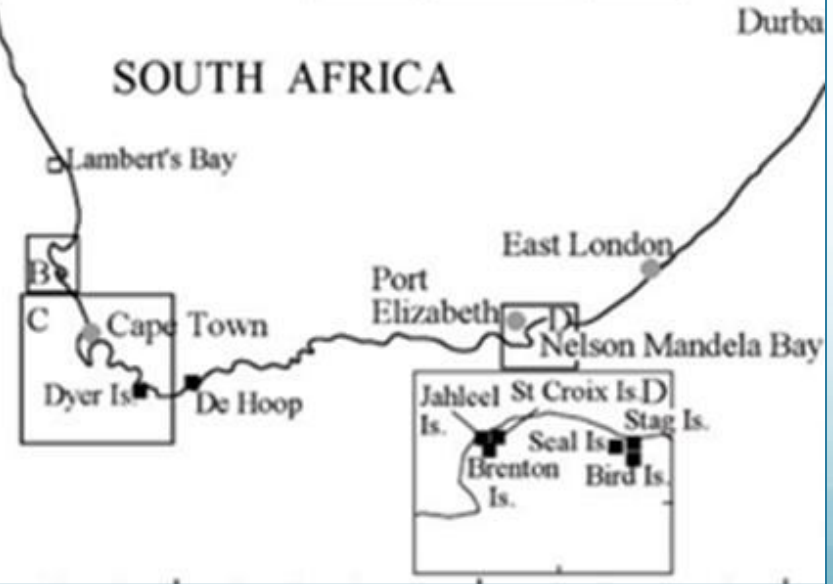 Durba
SOUTH AFRICA
Lambert's Bay
East London
B
Port
Elizabeth
D
C
Cape Town
Nelson Mandela Bay
Dyer Is.
De Hoop
Jahleel
Is.
St Croix Is.
D
Stag Is.
Seal Is.
Brenton
Is.
Bird Is.